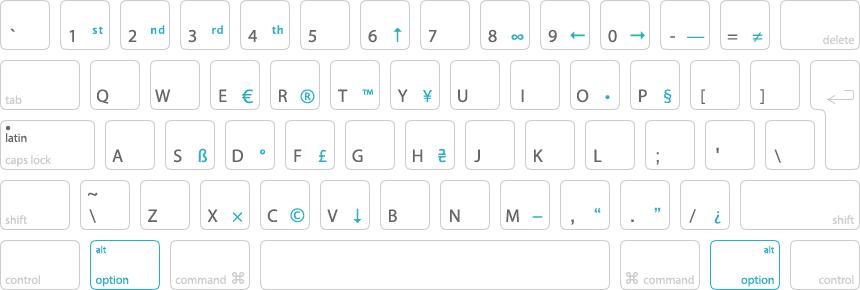 ` 1 st 2 nd 3 rd 4 th 5 6 ↑ 7 8 ∞ 9 ← 0 → - — = ≠ delete
tab Q W E € R ® T ™ Y ¥ U I O • P § [ ]
latin
caps lock A S ß D ° F £ G H ₴ J K L ; ' \
~
shift \ Z X × C © V ↓ B N M – , “ . ” / ¿ shift
alt alt
control option command ⌘ ⌘ command option control